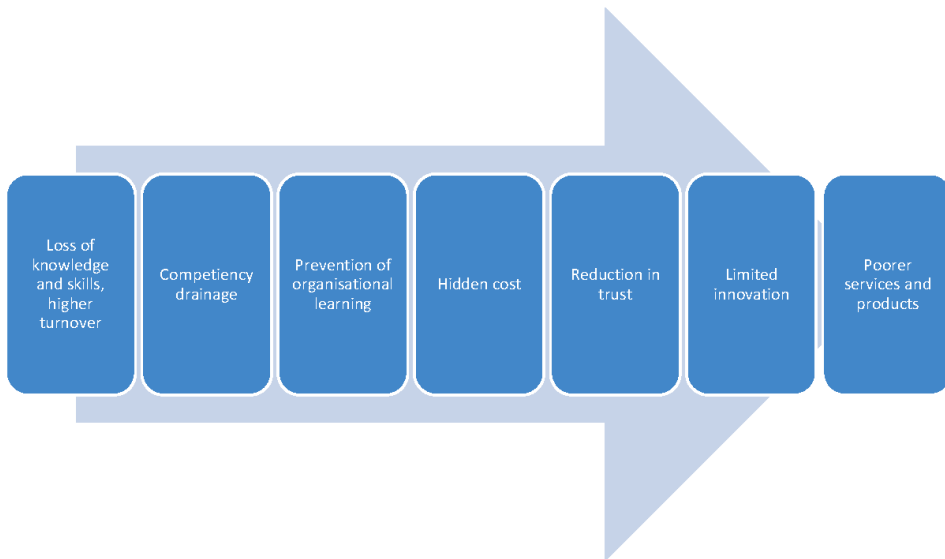 Loss of
knowledge
and skills,
higher
turnover
Competiency
drainage
Prevention of
organisational
learning
Hidden cost
Reduction in
trust
Limited
innovation
Poorer
services and
products